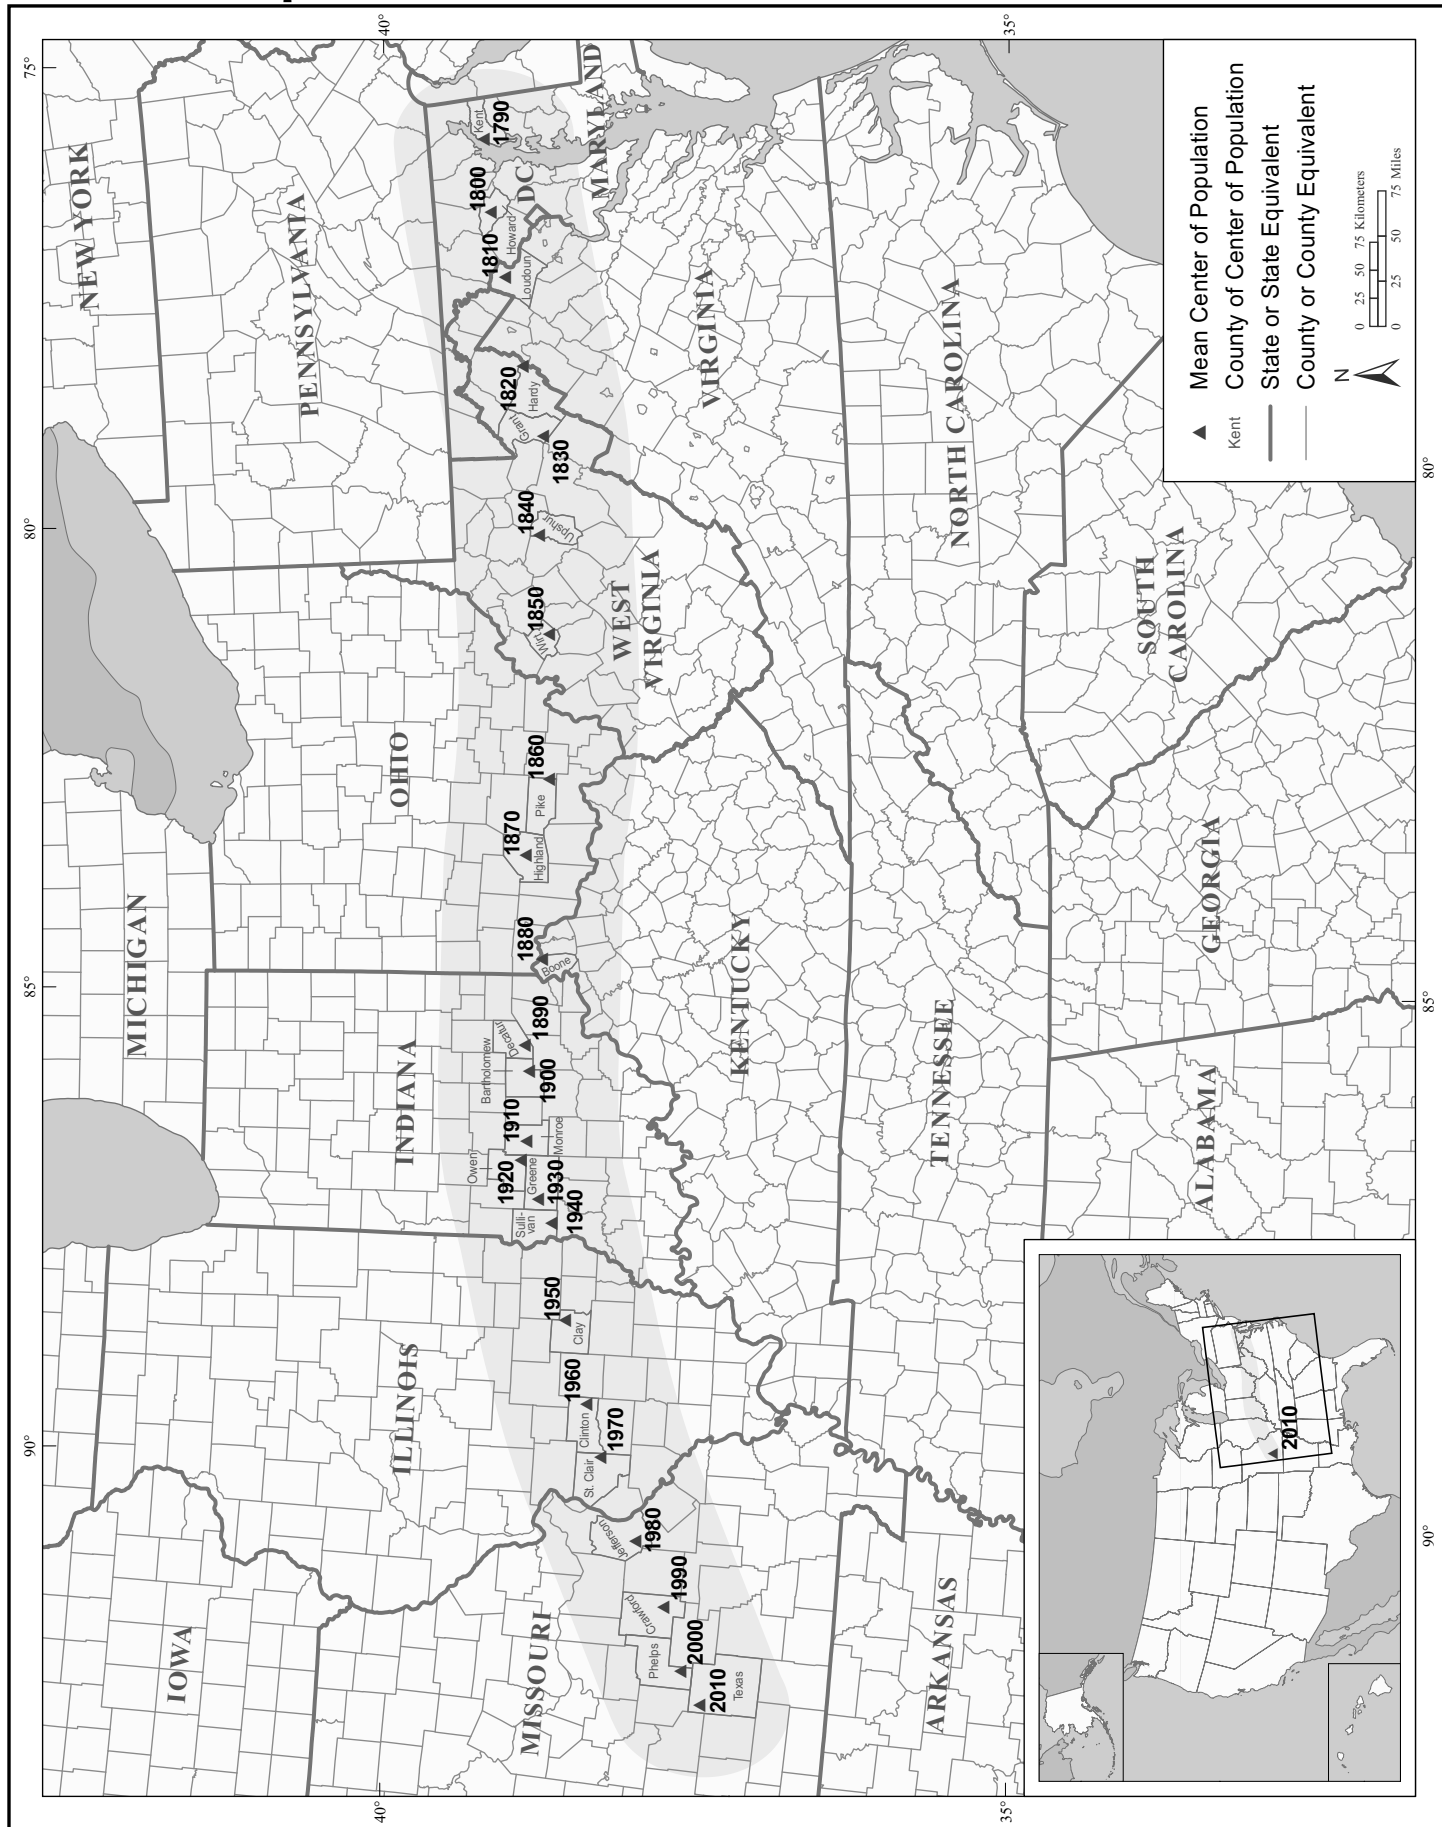 75°
80°
85°
90°
40°
35°
40°
35°
80°
85°
90°
NEW YORK
PENNSYLVANIA
MICHIGAN
OHIO
INDIANA
ILLINOIS
IOWA
MISSOURI
ARKANSAS
KENTUCKY
TENNESSEE
WEST
VIRGINIA
VIRGINIA
MARYLAND
DC
NORTH CAROLINA
SOUTH
CAROLINA
GEORGIA
ALABAMA
Kent
1790
1800
Howard
1810
Loudoun
1820
Hardy
Grant
1830
1840
Upshur
1850
Wirt
1860
Pike
1870
Highland
1880
Boone
1890
Decatur
Bartholomew
1900
1910
Monroe
Owen
1920
Greene
1930
Sulli-
van
1940
1950
Clay
1960
Clinton
1970
St. Clair
1980
Jefferson
1990
Crawford
2000
Phelps
2010
Texas
Mean Center of Population
Kent
County of Center of Population
State or State Equivalent
County or County Equivalent
N
0 25 50 75 Kilometers
0 25 50 75 Miles
2010